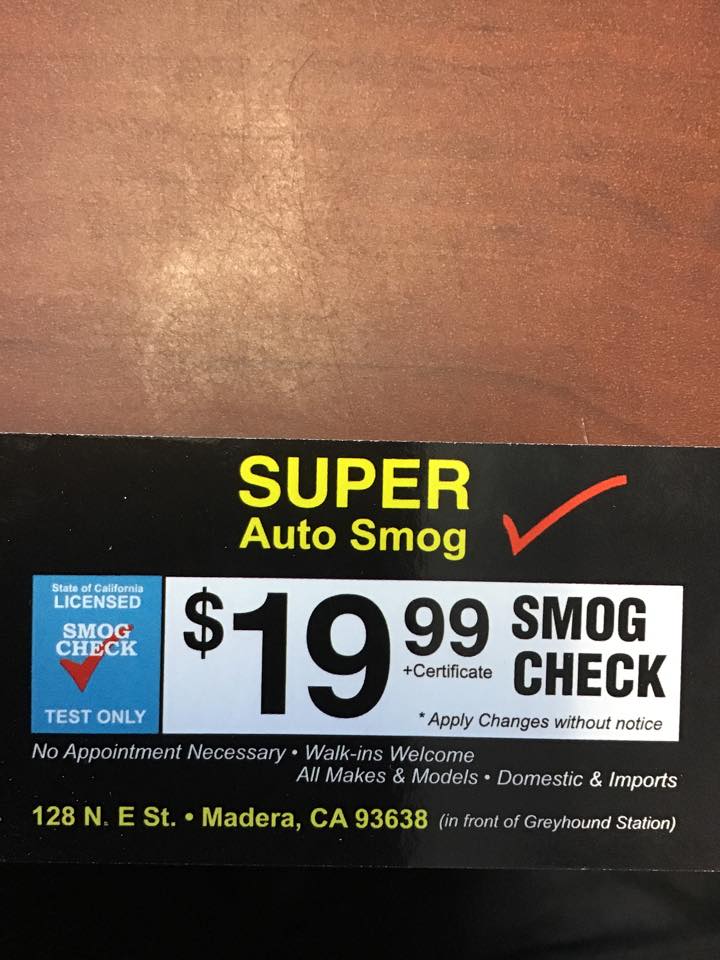 SUPER
Auto Smog
State of California
LICENSED
SMOG
CHECK
TEST ONLY
$19 99
+Certificate
SMOG
CHECK
* Apply Changes without notice
No Appointment Necessary • Walk-ins Welcome
All Makes & Models • Domestic & Imports
128 N. E St. • Madera, CA 93638 (in front of Greyhound Station)